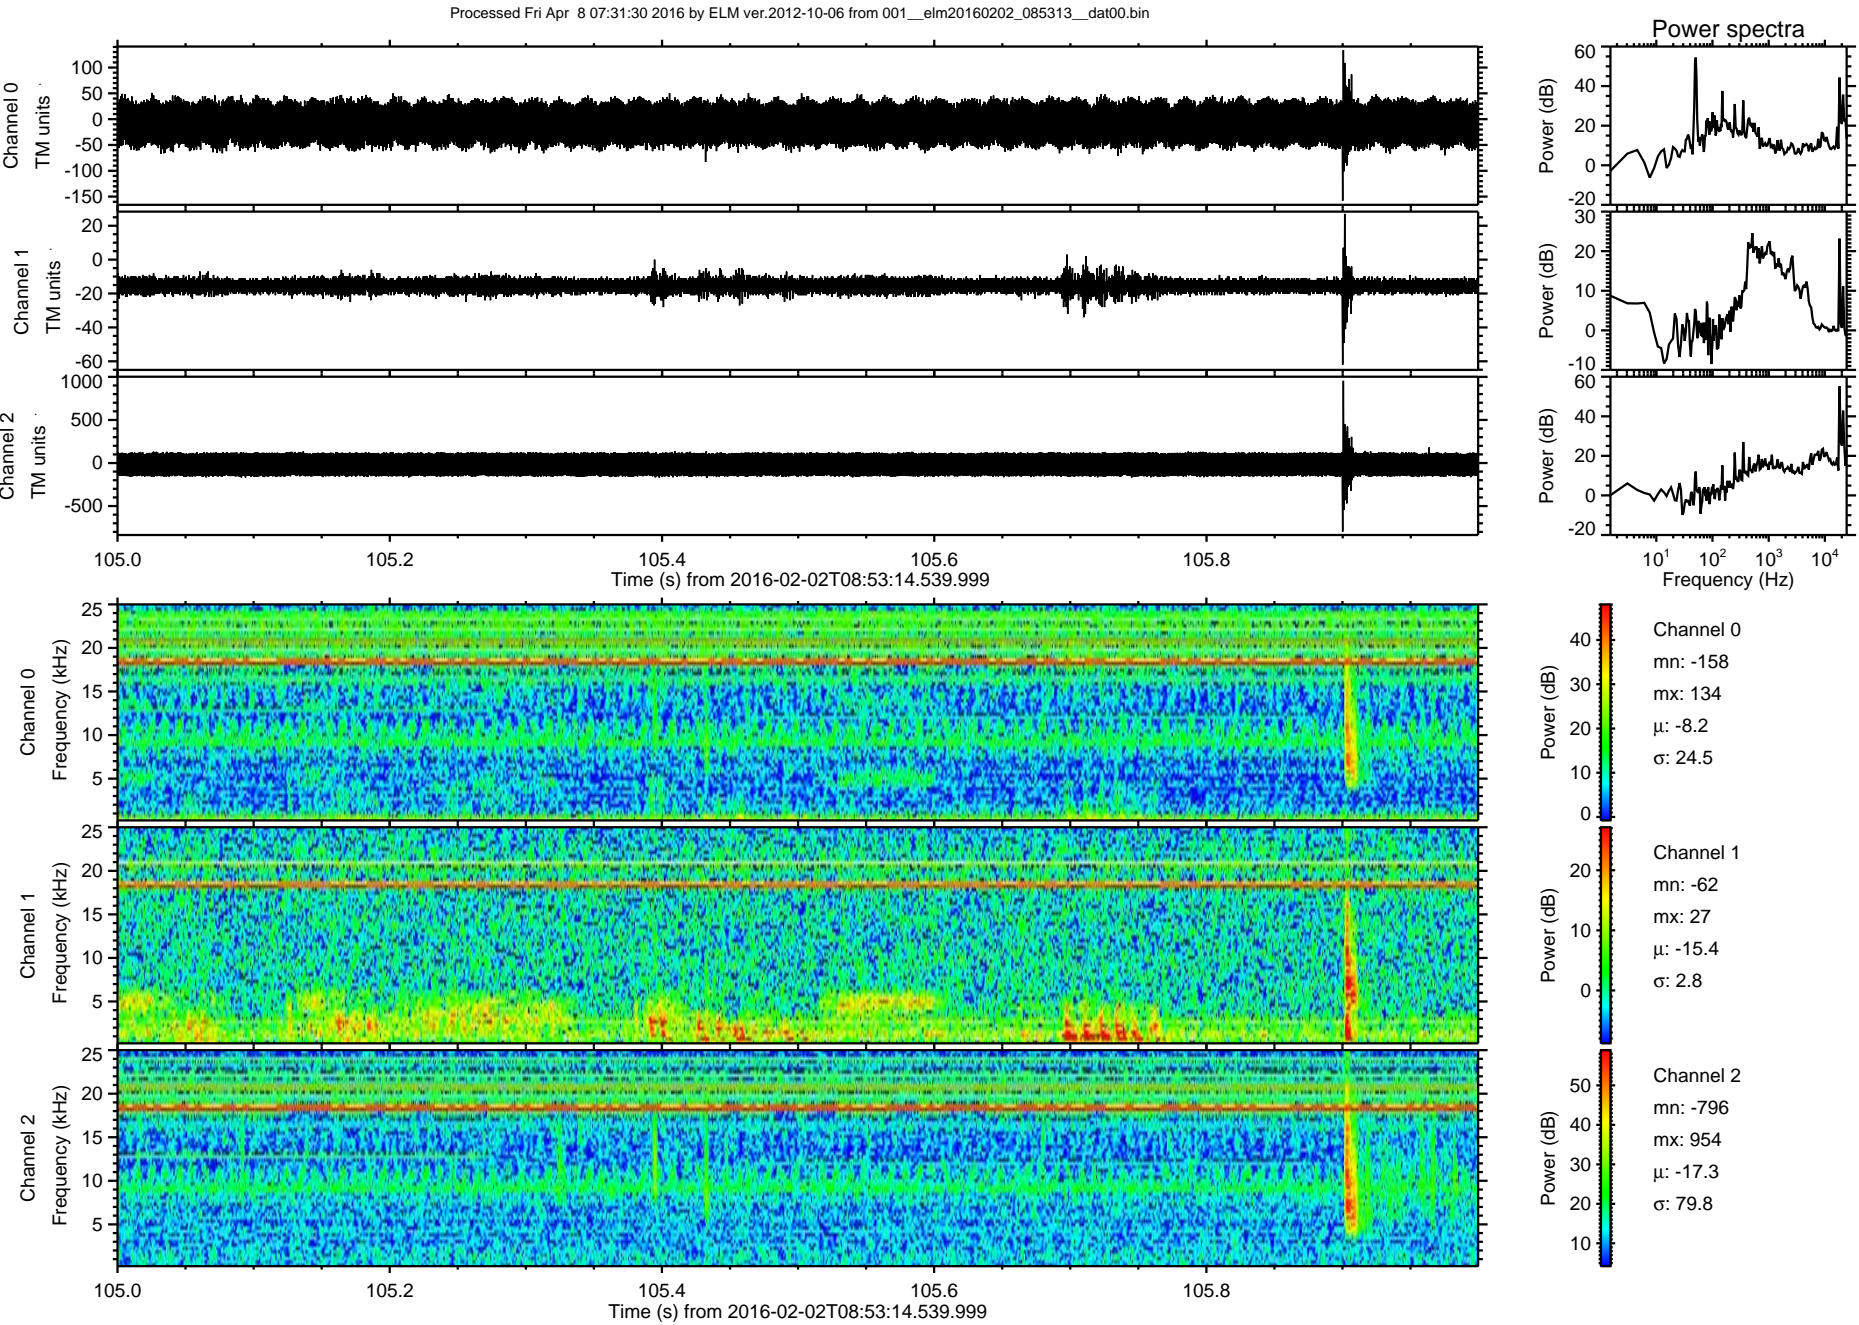 Processed Fri Apr  8 07:31:30 2016 by ELM ver.2012-10-06 from 001__elm20160202_085313__dat00.bin
Power spectra
Channel 0
TM units
100
50
0
-50
-100
-150
Power (dB)
60
40
20
0
-20
Channel 1
TM units
20
0
-20
-40
-60
Power (dB)
30
20
10
0
-10
Channel 2
TM units
1000
500
0
-500
Power (dB)
60
40
20
0
-20
105.0 105.2 105.4 105.6 105.8
Time (s) from 2016-02-02T08:53:14.539.999
10¹ 10² 10³ 10⁴
Frequency (Hz)
Channel 0
Frequency (kHz)
25
20
15
10
5
Power (dB)
40
30
20
10
0
Channel 0
mn: -158
mx: 134
μ: -8.2
σ: 24.5
Channel 1
Frequency (kHz)
25
20
15
10
5
Power (dB)
20
10
0
Channel 1
mn: -62
mx: 27
μ: -15.4
σ: 2.8
Channel 2
Frequency (kHz)
25
20
15
10
5
Power (dB)
50
40
30
20
10
Channel 2
mn: -796
mx: 954
μ: -17.3
σ: 79.8
105.0 105.2 105.4 105.6 105.8
Time (s) from 2016-02-02T08:53:14.539.999